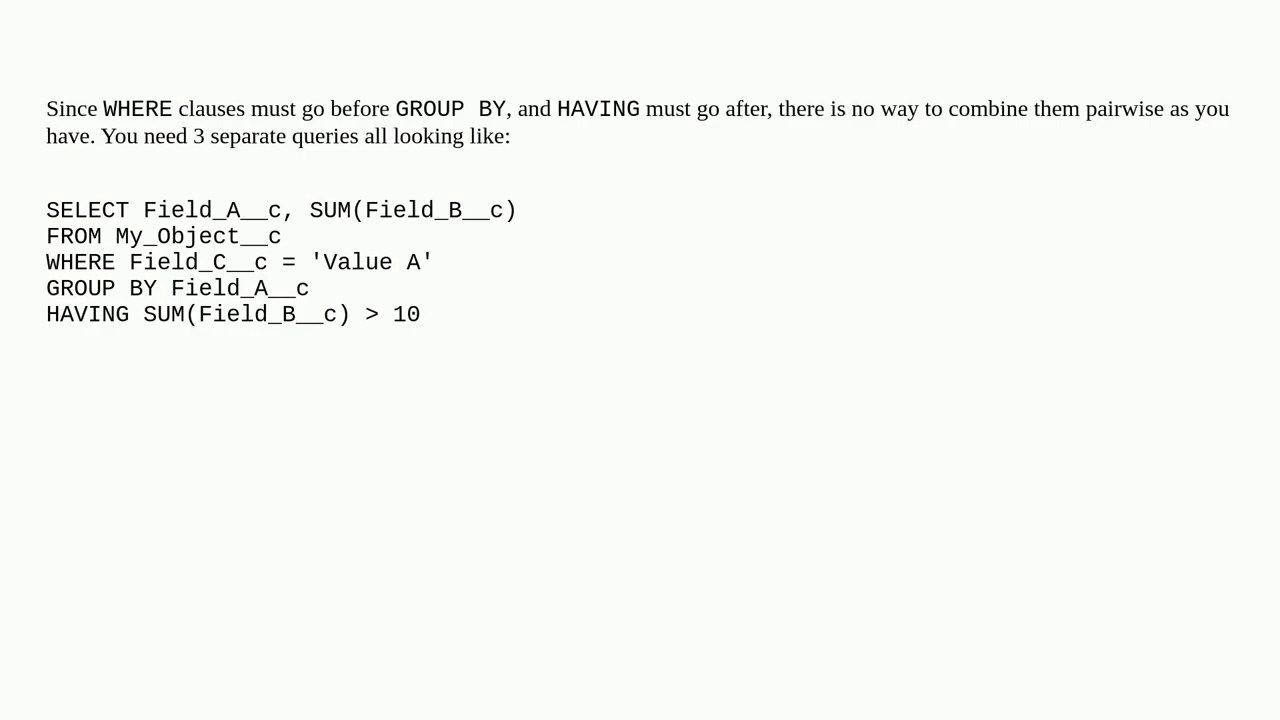 Since WHERE clauses must go before GROUP BY, and HAVING must go after, there is no way to combine them pairwise as you
have. You need 3 separate queries all looking like:
SELECT Field_A__c, SUM(Field_B__c)
FROM My_Object__c
WHERE Field_C__c = 'Value A'
GROUP BY Field_A__c
HAVING SUM(Field_B__c) > 10